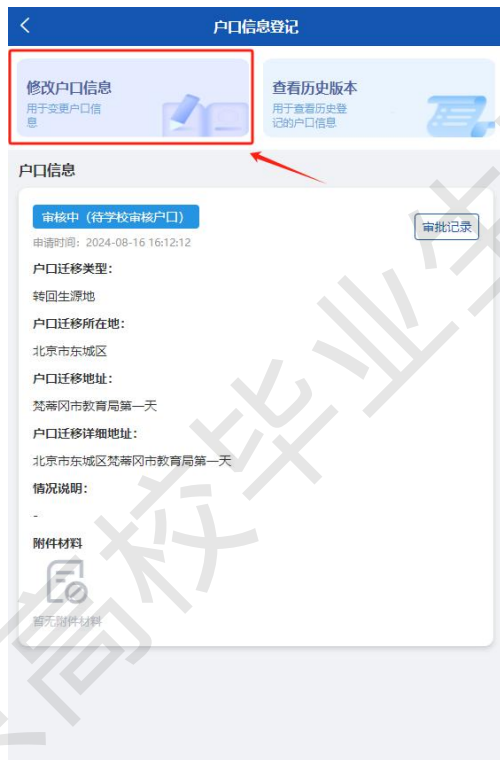 户口信息登记
修改户口信息
用于变更户口信
息
查看历史版本
用于查看历史登
记的户口信息
户口信息
审核中（待学校审核户口）
审批记录
申请时间：2024-08-16 16:12:12
户口迁移类型：
转回生源地
户口迁移所在地：
北京市东城区
户口迁移地址：
梵蒂冈市教育局第一天
户口迁移详细地址：
北京市东城区梵蒂冈市教育局第一天
情况说明：
-
附件材料
暂无附件材料
高校毕业生